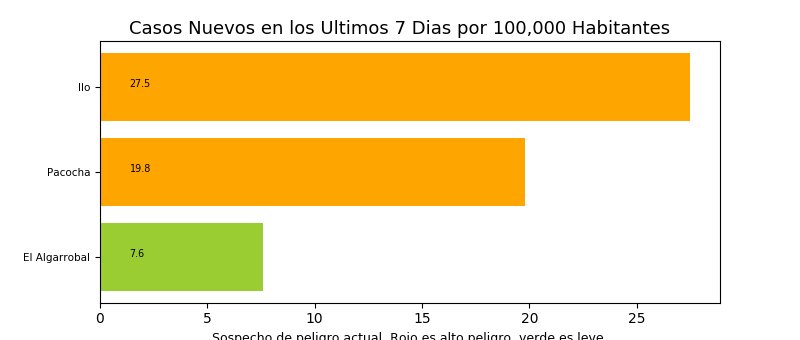 Casos Nuevos en los Ultimos 7 Dias por 100,000 Habitantes
Ilo
27.5
Pacocha
19.8
El Algarrobal
7.6
0 5 10 15 20 25
Sospecho de peligro actual. Rojo es alto peligro, verde es leve